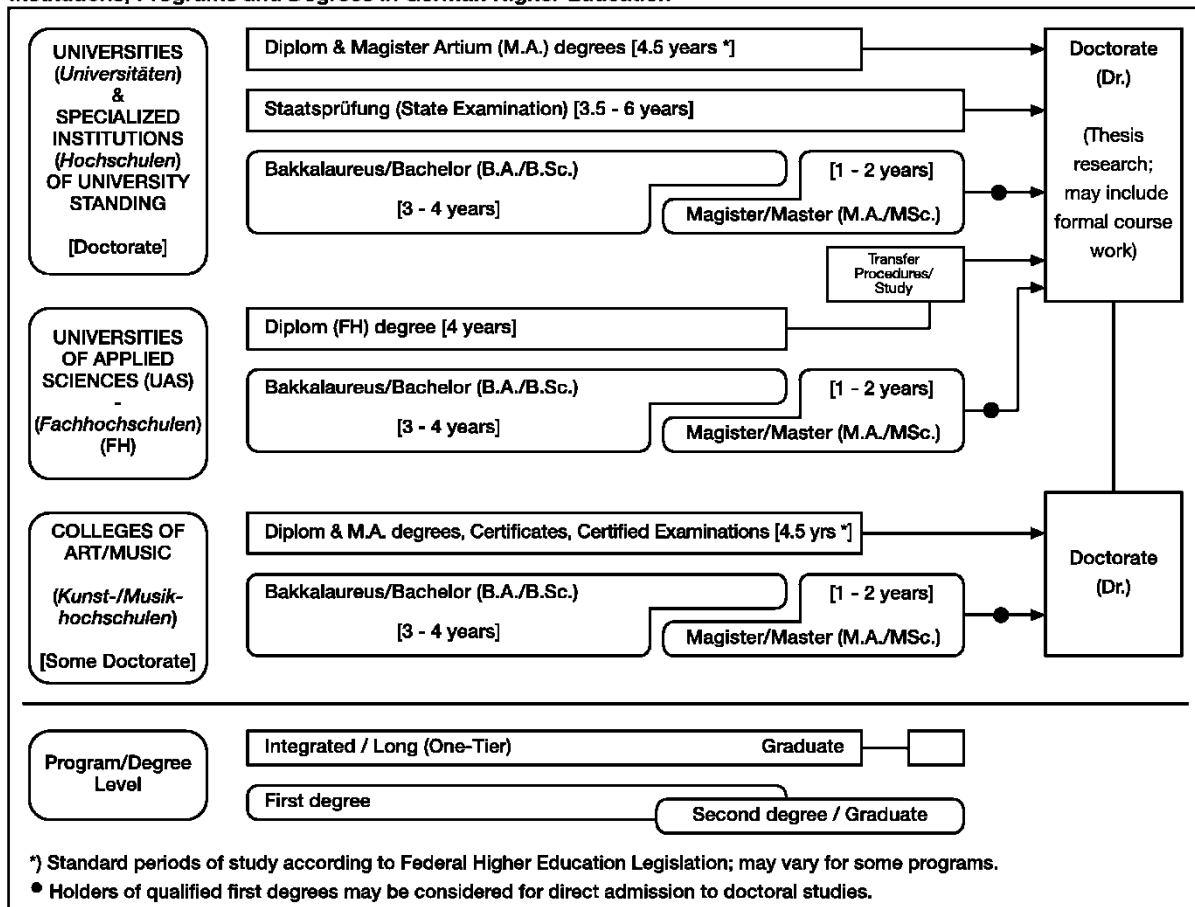 Institutions, Programs and Degrees in German Higher Education
UNIVERSITIES
(Universitäten)
&
SPECIALIZED
INSTITUTIONS
(Hochschulen)
OF UNIVERSITY
STANDING
[Doctorate]
Diplom & Magister Artium (M.A.) degrees [4.5 years *]
Staatsprüfung (State Examination) [3.5 - 6 years]
Bakkalaureus/Bachelor (B.A./B.Sc.)
[3 - 4 years]
[1 - 2 years]
Magister/Master (M.A./MSc.)
Transfer
Procedures/
Study
Doctorate
(Dr.)
(Thesis
research;
may include
formal course
work)
UNIVERSITIES
OF APPLIED
SCIENCES (UAS)
-
(Fachhochschulen)
(FH)
Diplom (FH) degree [4 years]
Bakkalaureus/Bachelor (B.A./B.Sc.)
[3 - 4 years]
[1 - 2 years]
Magister/Master (M.A./MSc.)
COLLEGES OF
ART/MUSIC
(Kunst-/Musik-
hochschulen)
[Some Doctorate]
Diplom & M.A. degrees, Certificates, Certified Examinations [4.5 yrs *]
Bakkalaureus/Bachelor (B.A./B.Sc.)
[3 - 4 years]
[1 - 2 years]
Magister/Master (M.A./MSc.)
Doctorate
(Dr.)
Program/Degree
Level
Integrated / Long (One-Tier) Graduate
First degree
Second degree / Graduate
*) Standard periods of study according to Federal Higher Education Legislation; may vary for some programs.
● Holders of qualified first degrees may be considered for direct admission to doctoral studies.